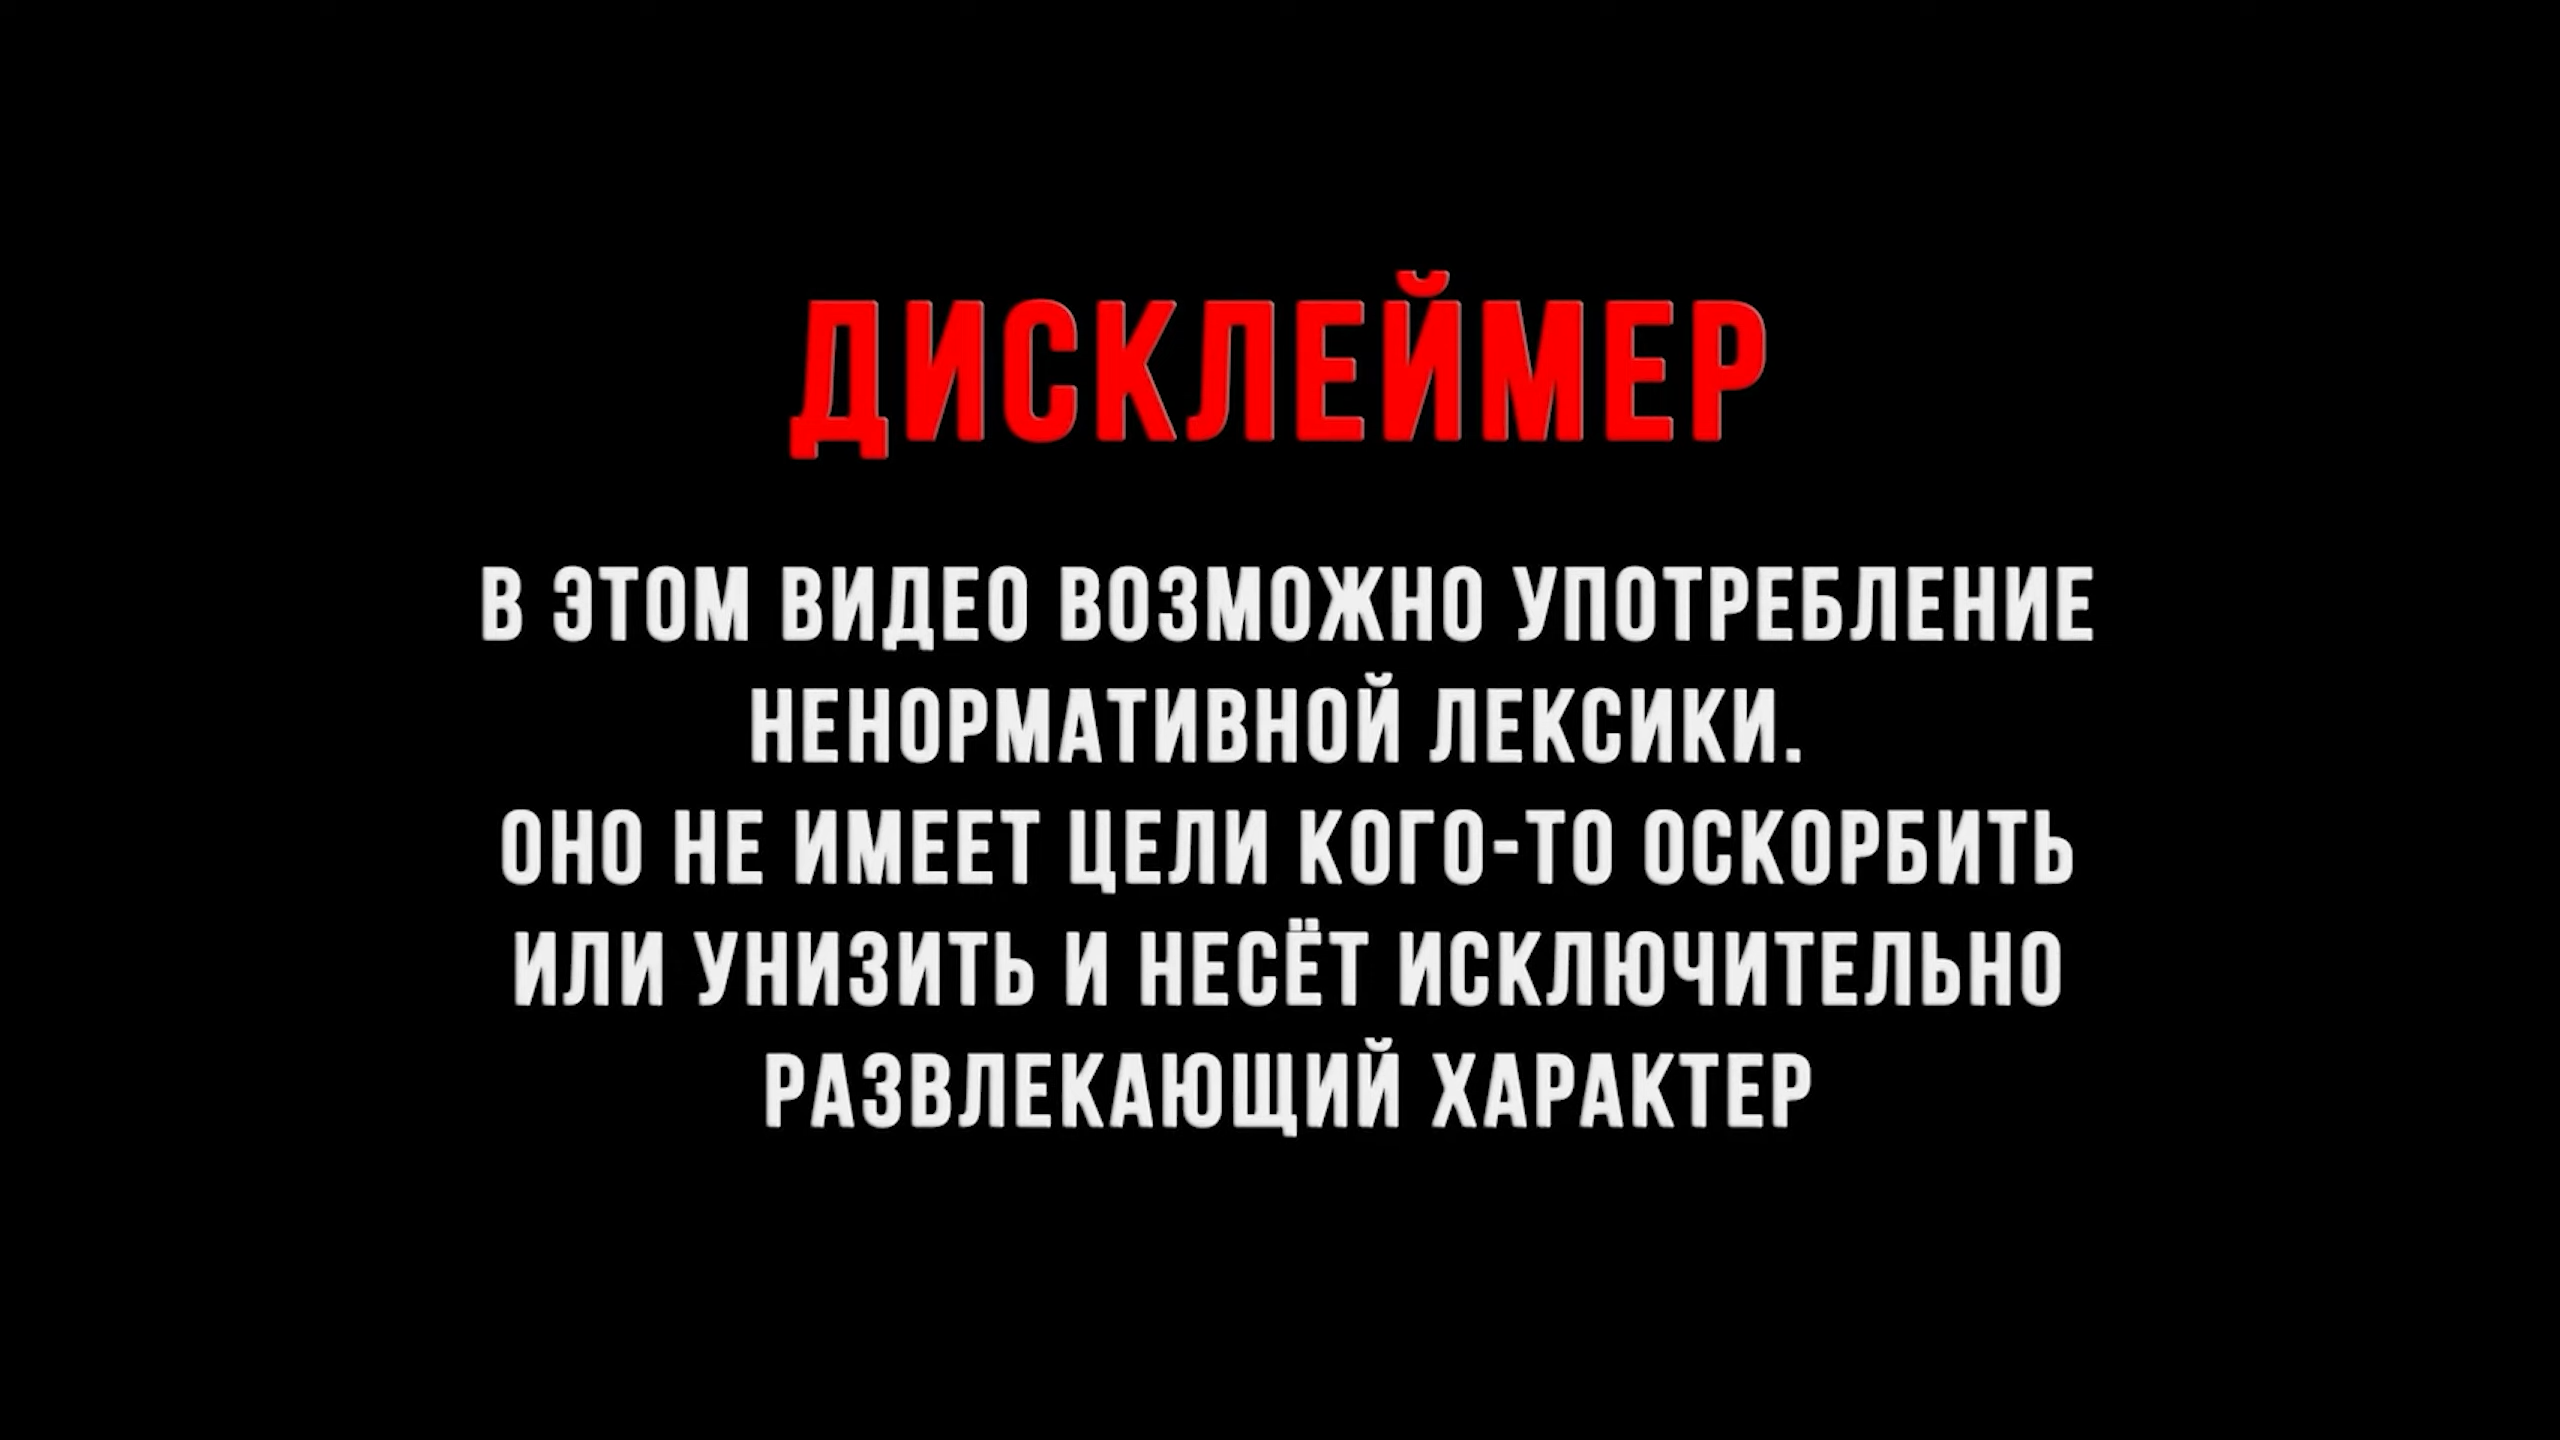 ДИСКЛЕЙМЕР
В ЭТОМ ВИДЕО ВОЗМОЖНО УПОТРЕБЛЕНИЕ
НЕНОРМАТИВНОЙ ЛЕКСИКИ.
ОНО НЕ ИМЕЕТ ЦЕЛИ КОГО-ТО ОСКОРБИТЬ
ИЛИ УНИЗИТЬ И НЕСЁТ ИСКЛЮЧИТЕЛЬНО
РАЗВЛЕКАЮЩИЙ ХАРАКТЕР